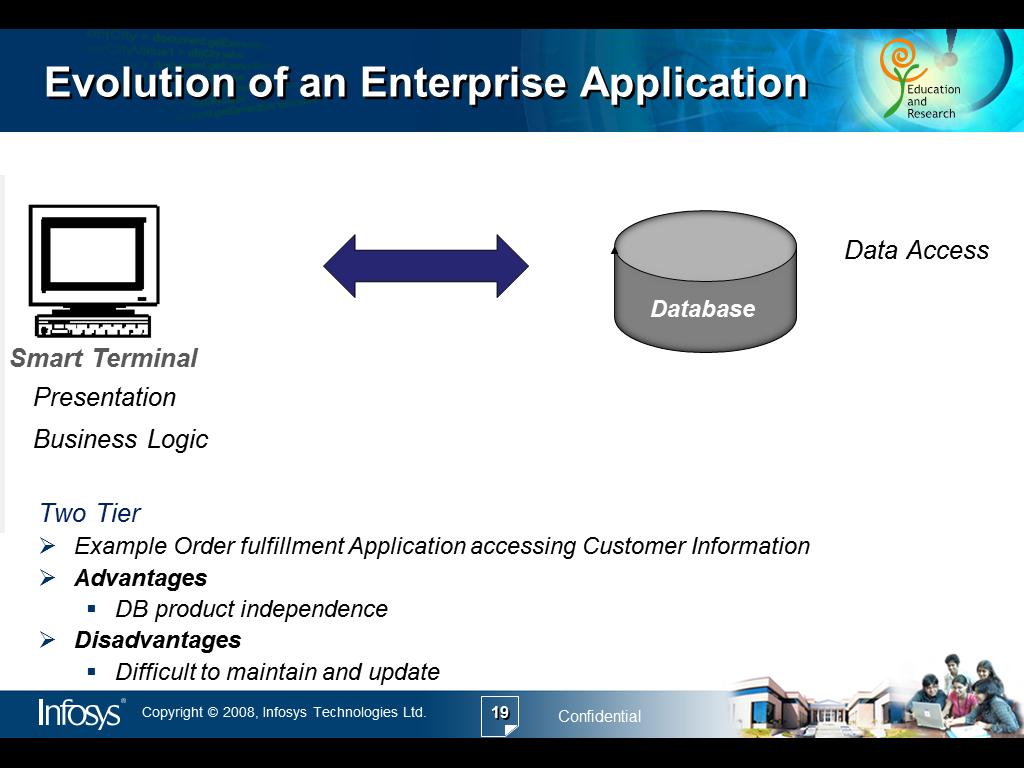 Evolution of an Enterprise Application
Education
and
Research
Data Access
Database
Smart Terminal
Presentation
Business Logic
Two Tier
Example Order fulfillment Application accessing Customer Information
Advantages
DB product independence
Disadvantages
Difficult to maintain and update
Infosys®
Copyright © 2008, Infosys Technologies Ltd.
19
Confidential